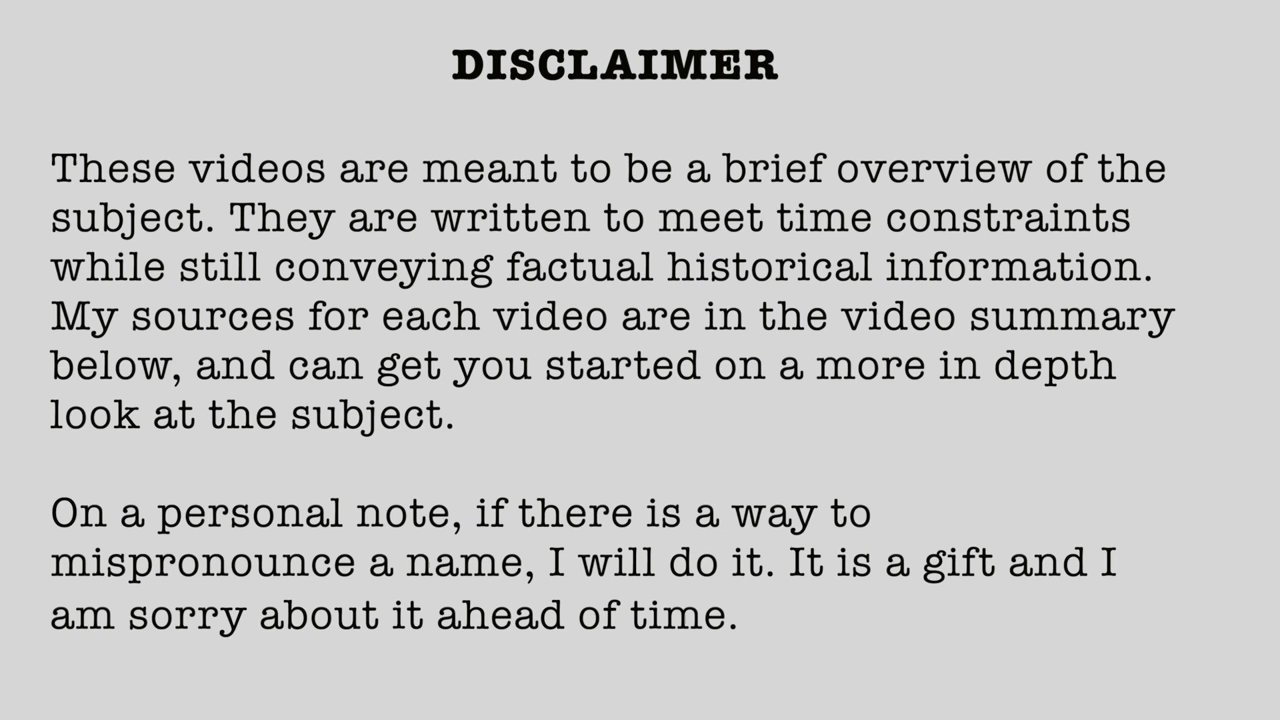 DISCLAIMER
These videos are meant to be a brief overview of the
subject. They are written to meet time constraints
while still conveying factual historical information.
My sources for each video are in the video summary
below, and can get you started on a more in depth
look at the subject.
On a personal note, if there is a way to
mispronounce a name, I will do it. It is a gift and I
am sorry about it ahead of time.